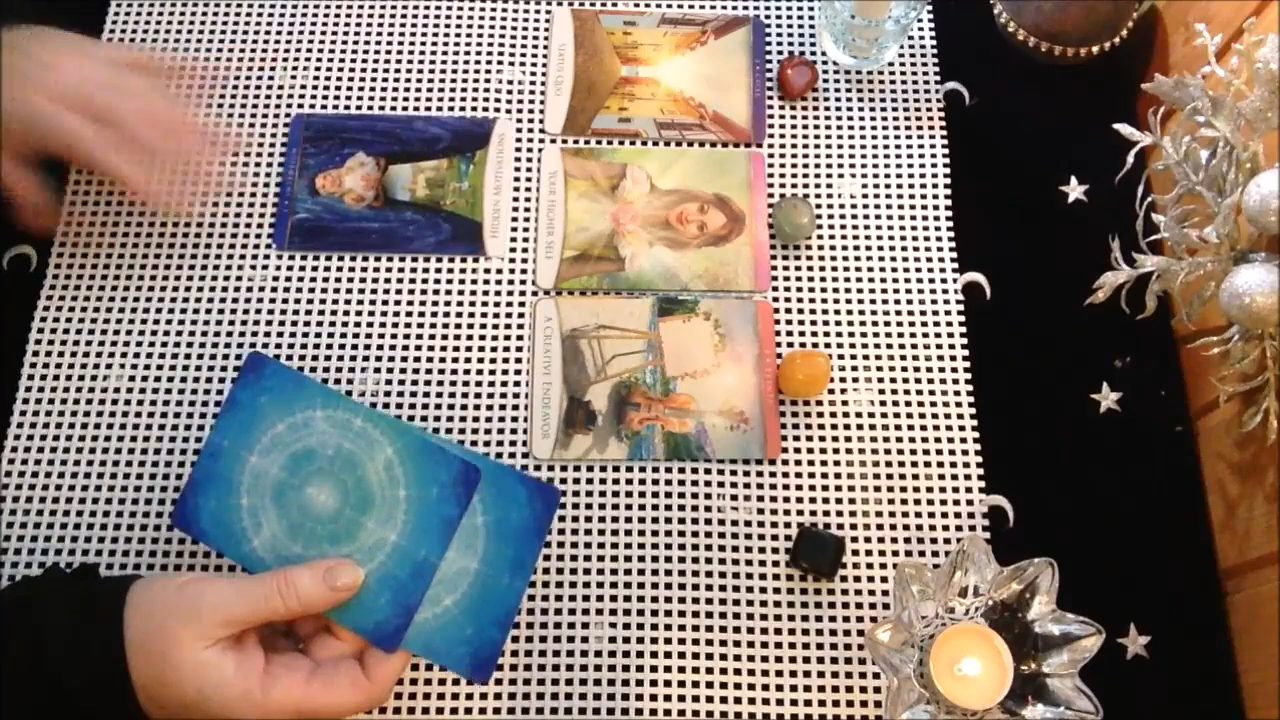 STATUS QUO
YOUR HIGHER SELF
A CREATIVE ENDEAVOR
HIDDEN MOTIVATIONS